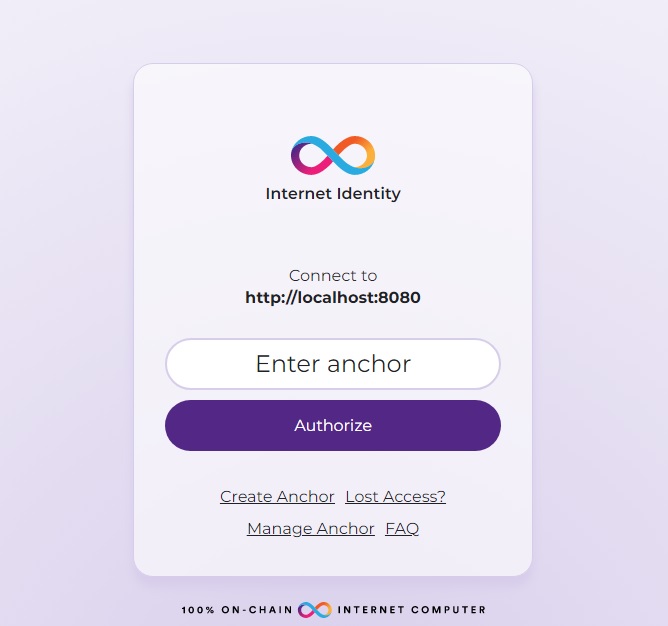 Internet Identity
Connect to
http://localhost:8080
Enter anchor
Authorize
Create Anchor Lost Access?
Manage Anchor FAQ
100% ON-CHAIN INTERNET COMPUTER